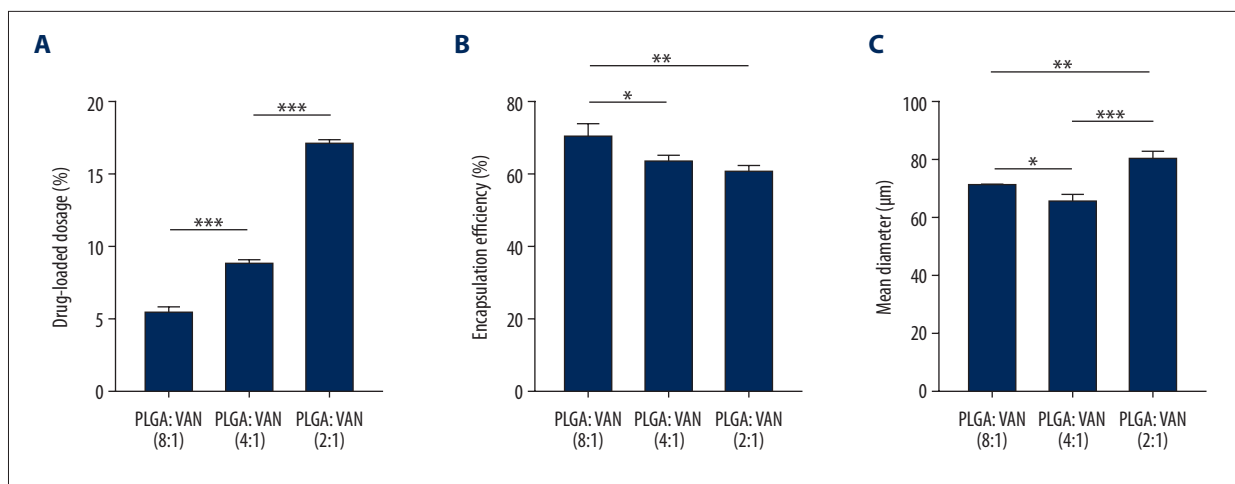 A
Drug-loaded dosage (%)
20
15
10
5
0
***
***
PLGA: VAN
(8:1)
PLGA: VAN
(4:1)
PLGA: VAN
(2:1)
B
Encapsulation efficiency (%)
80
60
40
20
0
**
*
PLGA: VAN
(8:1)
PLGA: VAN
(4:1)
PLGA: VAN
(2:1)
C
Mean diameter (µm)
100
80
60
40
20
0
**
***
*
PLGA: VAN
(8:1)
PLGA: VAN
(4:1)
PLGA: VAN
(2:1)